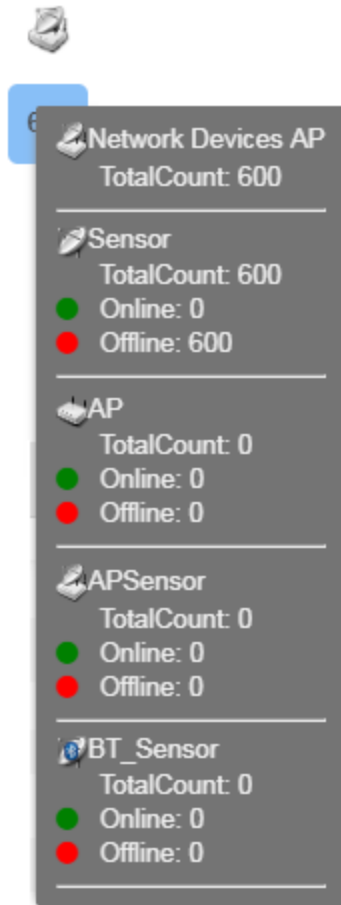 Network Devices AP
TotalCount: 600
Sensor
TotalCount: 600
Online: 0
Offline: 600
AP
TotalCount: 0
Online: 0
Offline: 0
APSensor
TotalCount: 0
Online: 0
Offline: 0
BT_Sensor
TotalCount: 0
Online: 0
Offline: 0